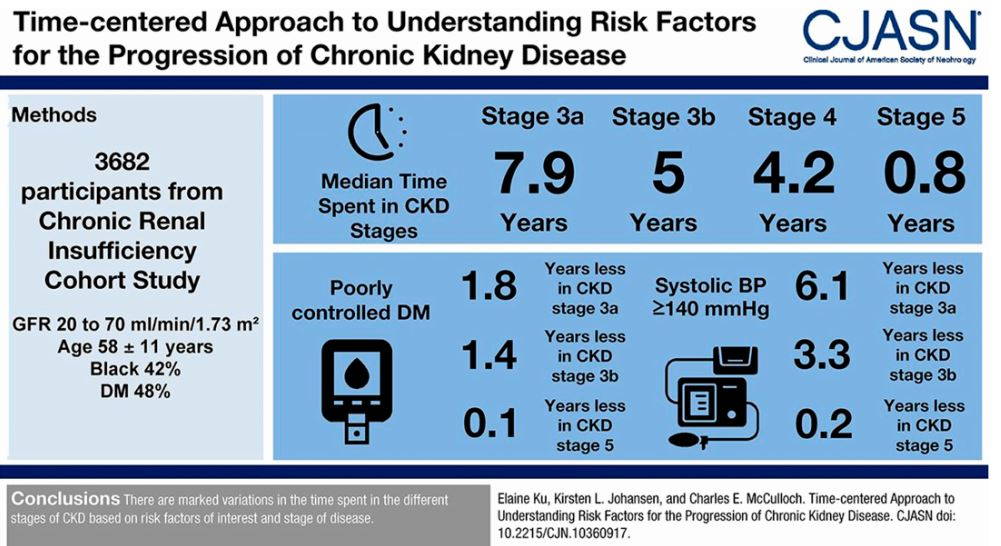 Time-centered Approach to Understanding Risk Factors
for the Progression of Chronic Kidney Disease
CJASN
Clinical Journal of American Society of Nephrology
Methods
3682
participants from
Chronic Renal
Insufficiency
Cohort Study
GFR 20 to 70 ml/min/1.73 m²
Age 58 ± 11 years
Black 42%
DM 48%
Median Time
Spent in CKD
Stages
Stage 3a
7.9
Years
Stage 3b
5
Years
Stage 4
4.2
Years
Stage 5
0.8
Years
Poorly
controlled DM
1.8
Years less
in CKD
stage 3a
1.4
Years less
in CKD
stage 3b
0.1
Years less
in CKD
stage 5
Systolic BP
≥140 mmHg
6.1
Years less
in CKD
stage 3a
3.3
Years less
in CKD
stage 3b
0.2
Years less
in CKD
stage 5
Conclusions There are marked variations in the time spent in the different
stages of CKD based on risk factors of interest and stage of disease.
Elaine Ku, Kirsten L. Johansen, and Charles E. McCulloch. Time-centered Approach to
Understanding Risk Factors for the Progression of Chronic Kidney Disease. CJASN doi:
10.2215/CJN.10360917.